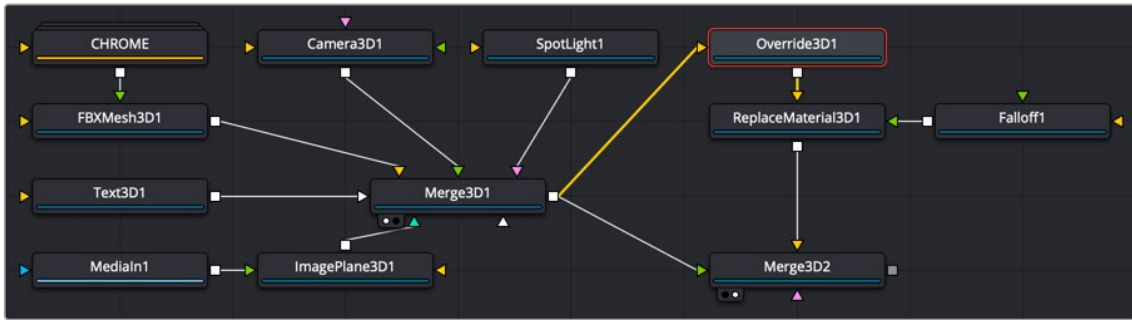 CHROME
Camera3D1
SpotLight1
Override3D1
FBXMesh3D1
ReplaceMaterial3D1
Falloff1
Text3D1
Merge3D1
MediaIn1
ImagePlane3D1
Merge3D2